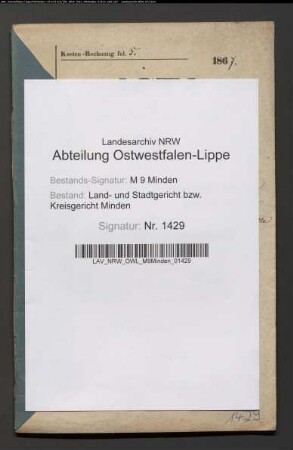 Kosten-Rechnung fol. 5.
1867.
Landesarchiv NRW
Abteilung Ostwestfalen-Lippe
Bestands-Signatur: M 9 Minden
Bestand: Land- und Stadtgericht bzw.
Kreisgericht Minden
Signatur: Nr. 1429
LAV_NRW_OWL_M9Minden_01429
1429